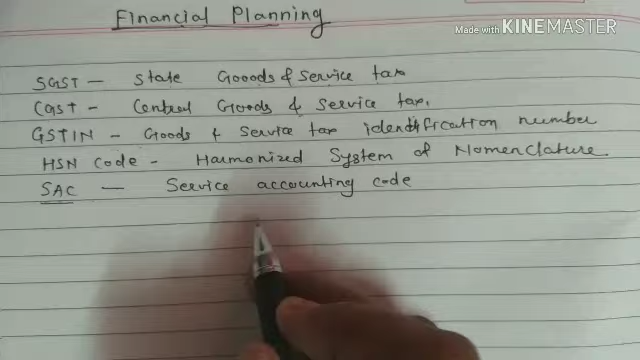 Financial Planning
Made with KINEMASTER
SGST - State Gooods & Service tax
CGST - Central Goods & Service tax.
GSTIN - Goods & Service tax identification number
HSN Code - Harmonized System of Nomenclature
SAC - Service accounting code